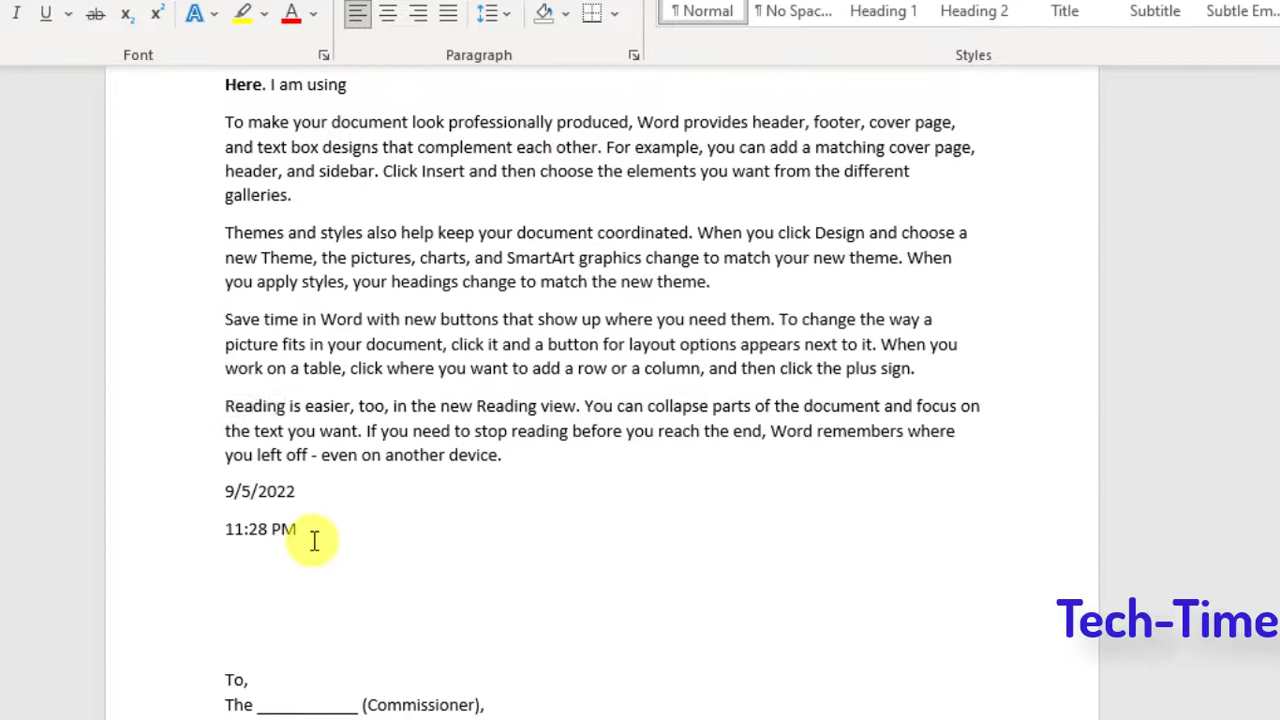 Font
Paragraph
Styles
¶ Normal
¶ No Spac...
Heading 1
Heading 2
Title
Subtitle
Subtle Em...
Here. I am using
To make your document look professionally produced, Word provides header, footer, cover page,
and text box designs that complement each other. For example, you can add a matching cover page,
header, and sidebar. Click Insert and then choose the elements you want from the different
galleries.
Themes and styles also help keep your document coordinated. When you click Design and choose a
new Theme, the pictures, charts, and SmartArt graphics change to match your new theme. When
you apply styles, your headings change to match the new theme.
Save time in Word with new buttons that show up where you need them. To change the way a
picture fits in your document, click it and a button for layout options appears next to it. When you
work on a table, click where you want to add a row or a column, and then click the plus sign.
Reading is easier, too, in the new Reading view. You can collapse parts of the document and focus on
the text you want. If you need to stop reading before you reach the end, Word remembers where
you left off - even on another device.
9/5/2022
11:28 PM
Tech-Time
To,
The ___________ (Commissioner),